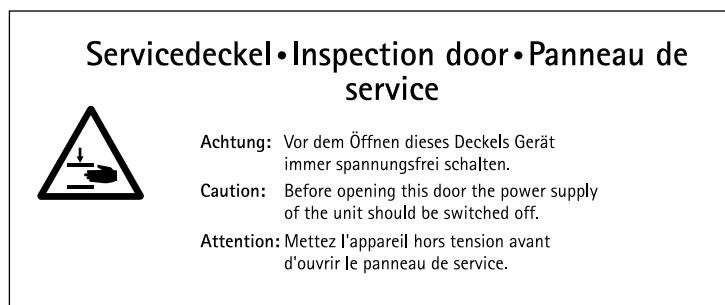 Servicedeckel•Inspection door•Panneau de
service
Achtung: Vor dem Öffnen dieses Deckels Gerät
immer spannungsfrei schalten.
Caution: Before opening this door the power supply
of the unit should be switched off.
Attention: Mettez l'appareil hors tension avant
d'ouvrir le panneau de service.